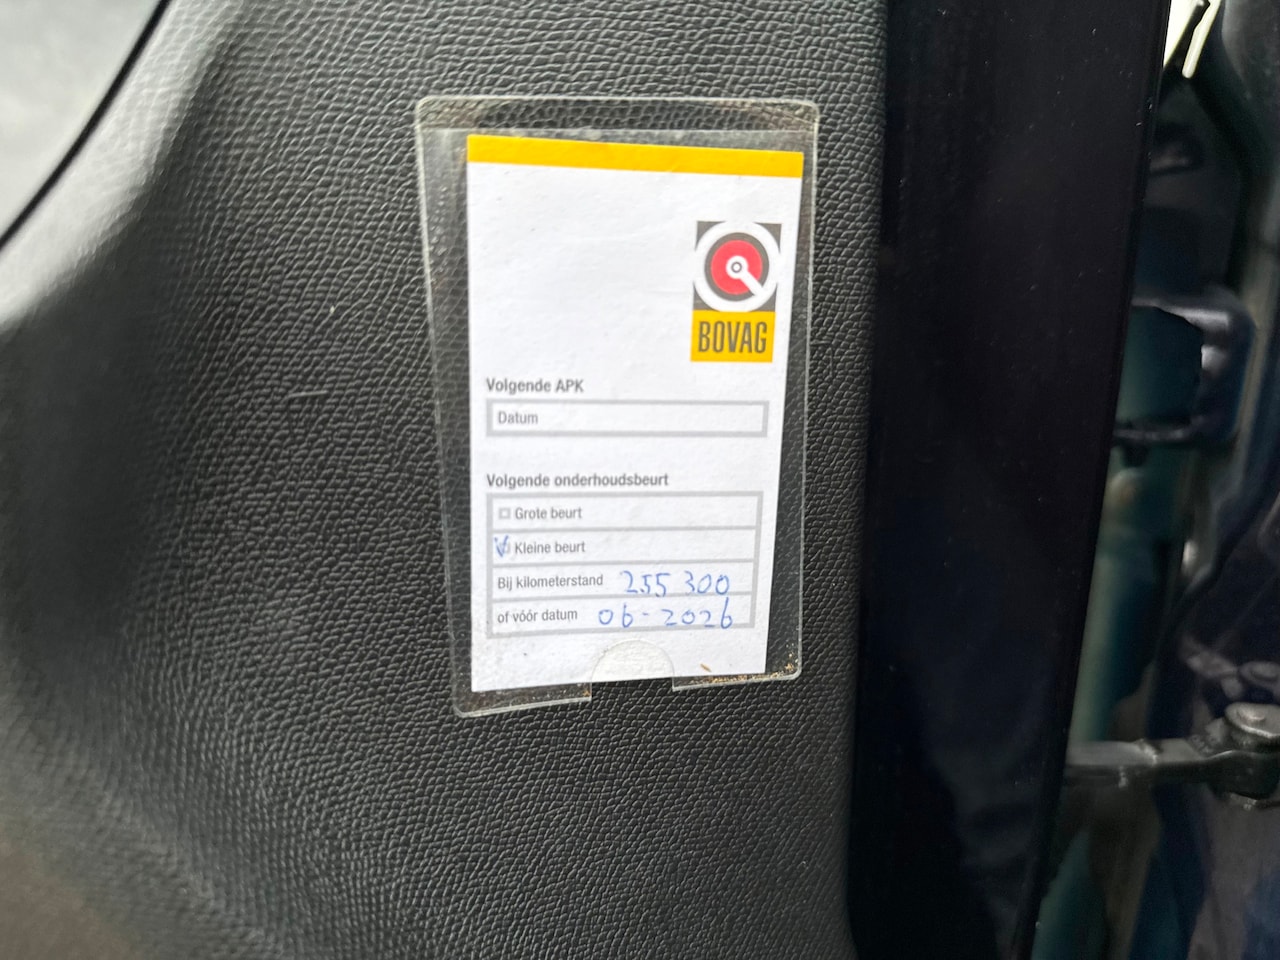 BOVAG
Volgende APK
Datum
Volgende onderhoudsbeurt
Grote beurt
Kleine beurt
Bij kilometerstand 255 300
of vóór datum 06-2026